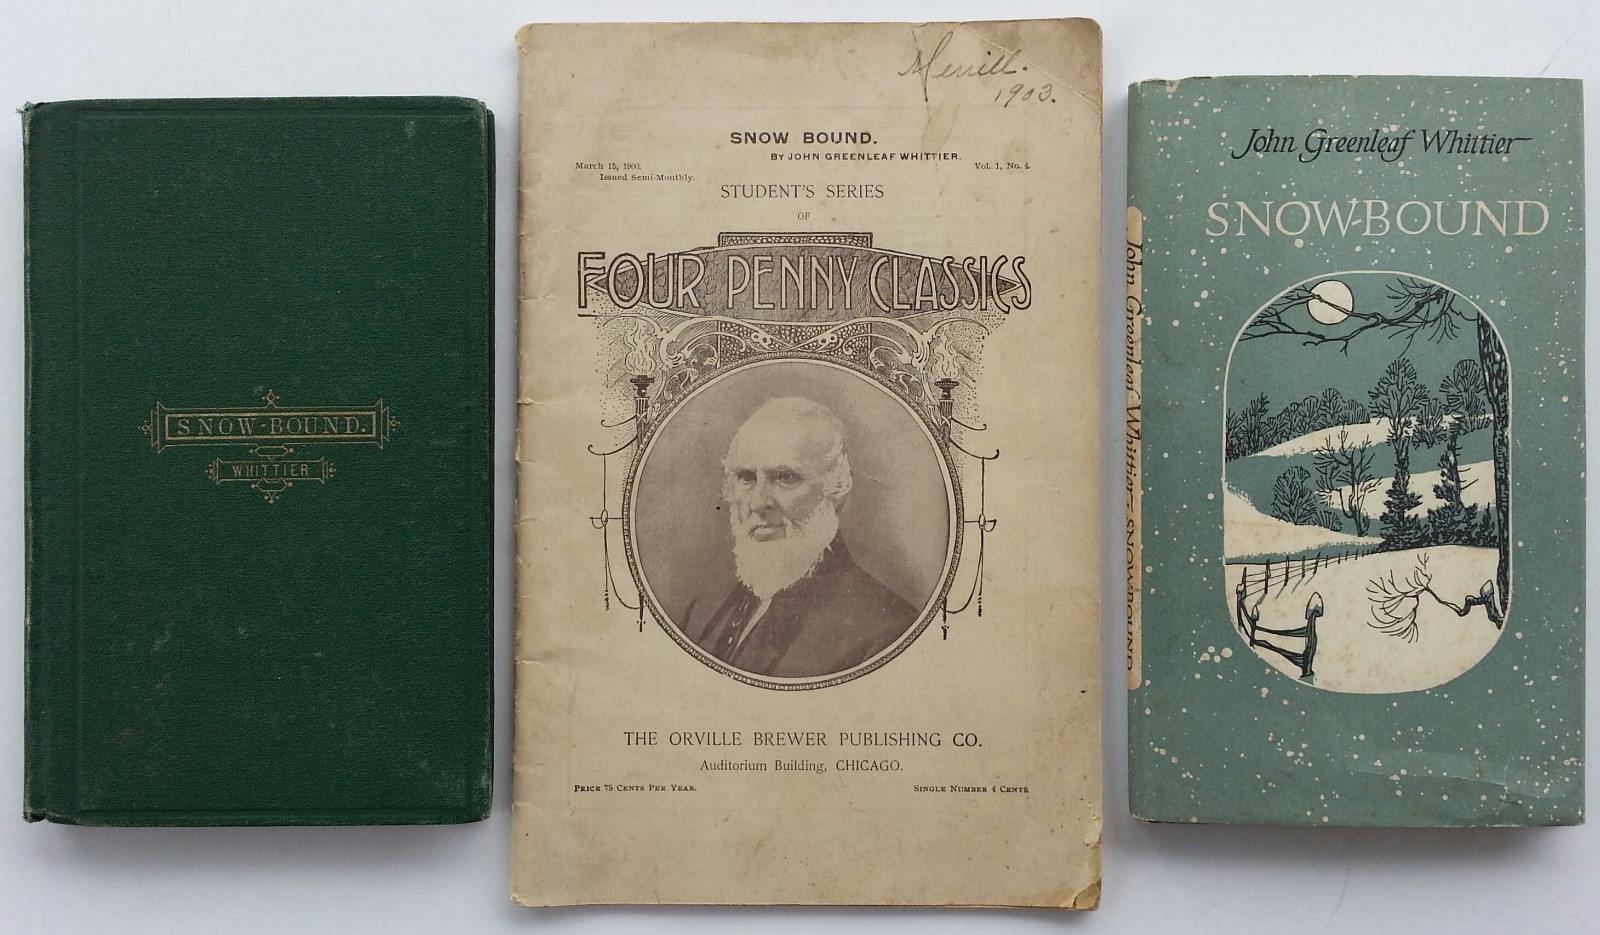 SNOW-BOUND.
WHITTIER
Merrill.
1903.
SNOW BOUND.
BY JOHN GREENLEAF WHITTIER.
March 15, 1900. Vol. 1, No. 4.
Issued Semi-Monthly.
STUDENT'S SERIES
OF
FOUR PENNY CLASSICS
THE ORVILLE BREWER PUBLISHING CO.
Auditorium Building, CHICAGO.
PRICE 75 CENTS PER YEAR. SINGLE NUMBER 4 CENTS
John Greenleaf Whittier
SNOW-BOUND
John Greenleaf Whittier SNOW-BOUND